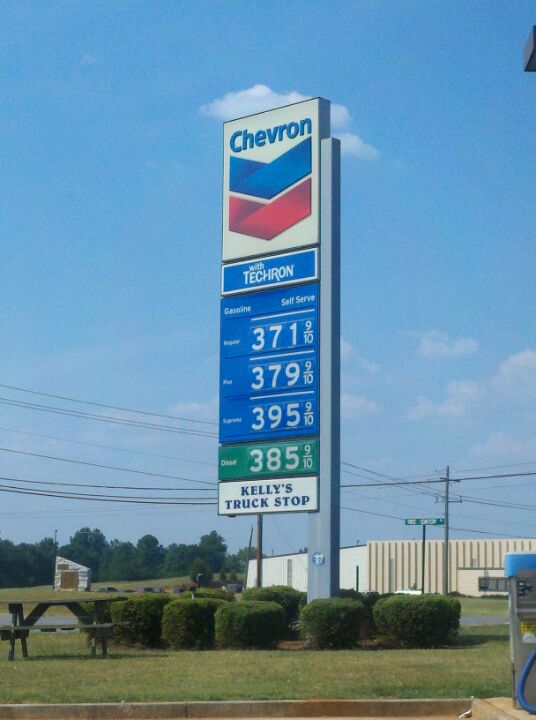 Chevron
with
TECHRON
Gasoline Self Serve
Regular 371 9/10
Plus 379 9/10
Supreme 395 9/10
Diesel 385 9/10
KELLY'S
TRUCK STOP